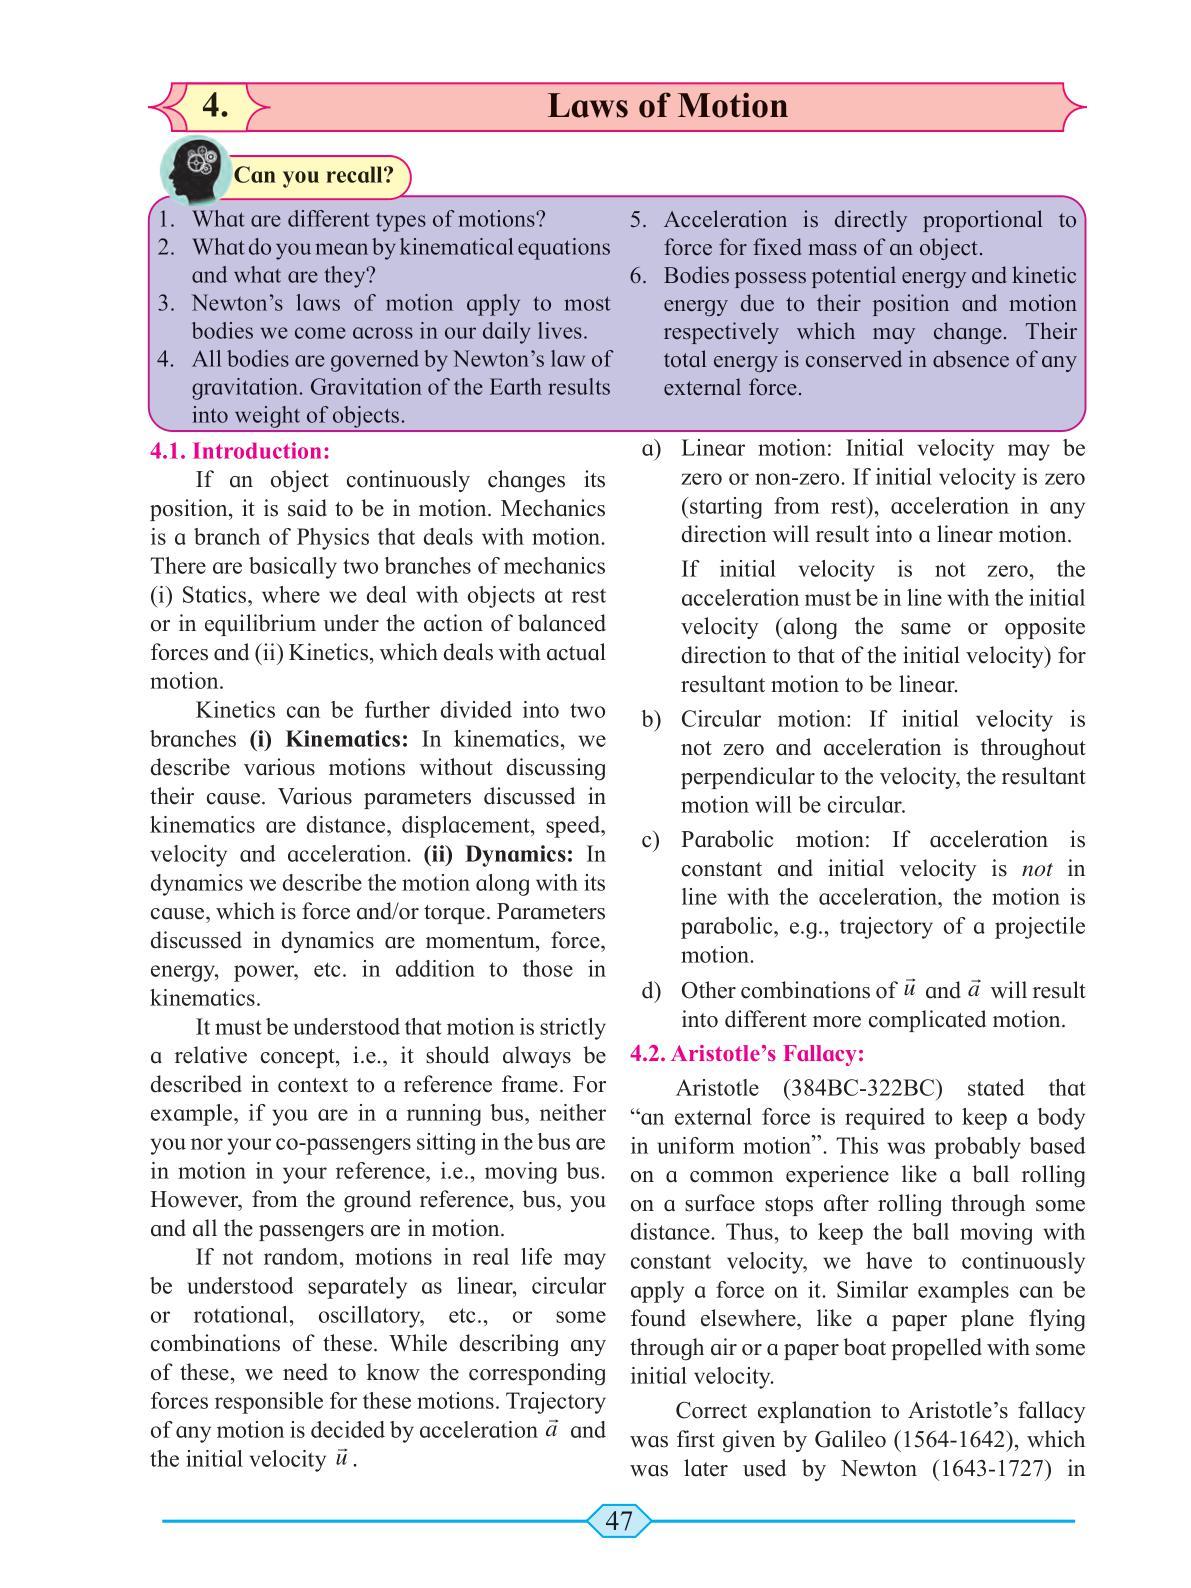 4.
Laws of Motion
Can you recall?
1. What are different types of motions?
2. What do you mean by kinematical equations
and what are they?
3. Newton's laws of motion apply to most
bodies we come across in our daily lives.
4. All bodies are governed by Newton's law of
gravitation. Gravitation of the Earth results
into weight of objects.
5. Acceleration is directly proportional to
force for fixed mass of an object.
6. Bodies possess potential energy and kinetic
energy due to their position and motion
respectively which may change. Their
total energy is conserved in absence of any
external force.
4.1. Introduction:
If an object continuously changes its
position, it is said to be in motion. Mechanics
is a branch of Physics that deals with motion.
There are basically two branches of mechanics
(i) Statics, where we deal with objects at rest
or in equilibrium under the action of balanced
forces and (ii) Kinetics, which deals with actual
motion.
Kinetics can be further divided into two
branches (i) Kinematics: In kinematics, we
describe various motions without discussing
their cause. Various parameters discussed in
kinematics are distance, displacement, speed,
velocity and acceleration. (ii) Dynamics: In
dynamics we describe the motion along with its
cause, which is force and/or torque. Parameters
discussed in dynamics are momentum, force,
energy, power, etc. in addition to those in
kinematics.
It must be understood that motion is strictly
a relative concept, i.e., it should always be
described in context to a reference frame. For
example, if you are in a running bus, neither
you nor your co-passengers sitting in the bus are
in motion in your reference, i.e., moving bus.
However, from the ground reference, bus, you
and all the passengers are in motion.
If not random, motions in real life may
be understood separately as linear, circular
or rotational, oscillatory, etc., or some
combinations of these. While describing any
of these, we need to know the corresponding
forces responsible for these motions. Trajectory
of any motion is decided by acceleration a⃗ and
the initial velocity u⃗ .
a) Linear motion: Initial velocity may be
zero or non-zero. If initial velocity is zero
(starting from rest), acceleration in any
direction will result into a linear motion.
If initial velocity is not zero, the
acceleration must be in line with the initial
velocity (along the same or opposite
direction to that of the initial velocity) for
resultant motion to be linear.
b) Circular motion: If initial velocity is
not zero and acceleration is throughout
perpendicular to the velocity, the resultant
motion will be circular.
c) Parabolic motion: If acceleration is
constant and initial velocity is not in
line with the acceleration, the motion is
parabolic, e.g., trajectory of a projectile
motion.
d) Other combinations of u⃗ and a⃗ will result
into different more complicated motion.
4.2. Aristotle's Fallacy:
Aristotle (384BC-322BC) stated that
“an external force is required to keep a body
in uniform motion”. This was probably based
on a common experience like a ball rolling
on a surface stops after rolling through some
distance. Thus, to keep the ball moving with
constant velocity, we have to continuously
apply a force on it. Similar examples can be
found elsewhere, like a paper plane flying
through air or a paper boat propelled with some
initial velocity.
Correct explanation to Aristotle's fallacy
was first given by Galileo (1564-1642), which
was later used by Newton (1643-1727) in
47